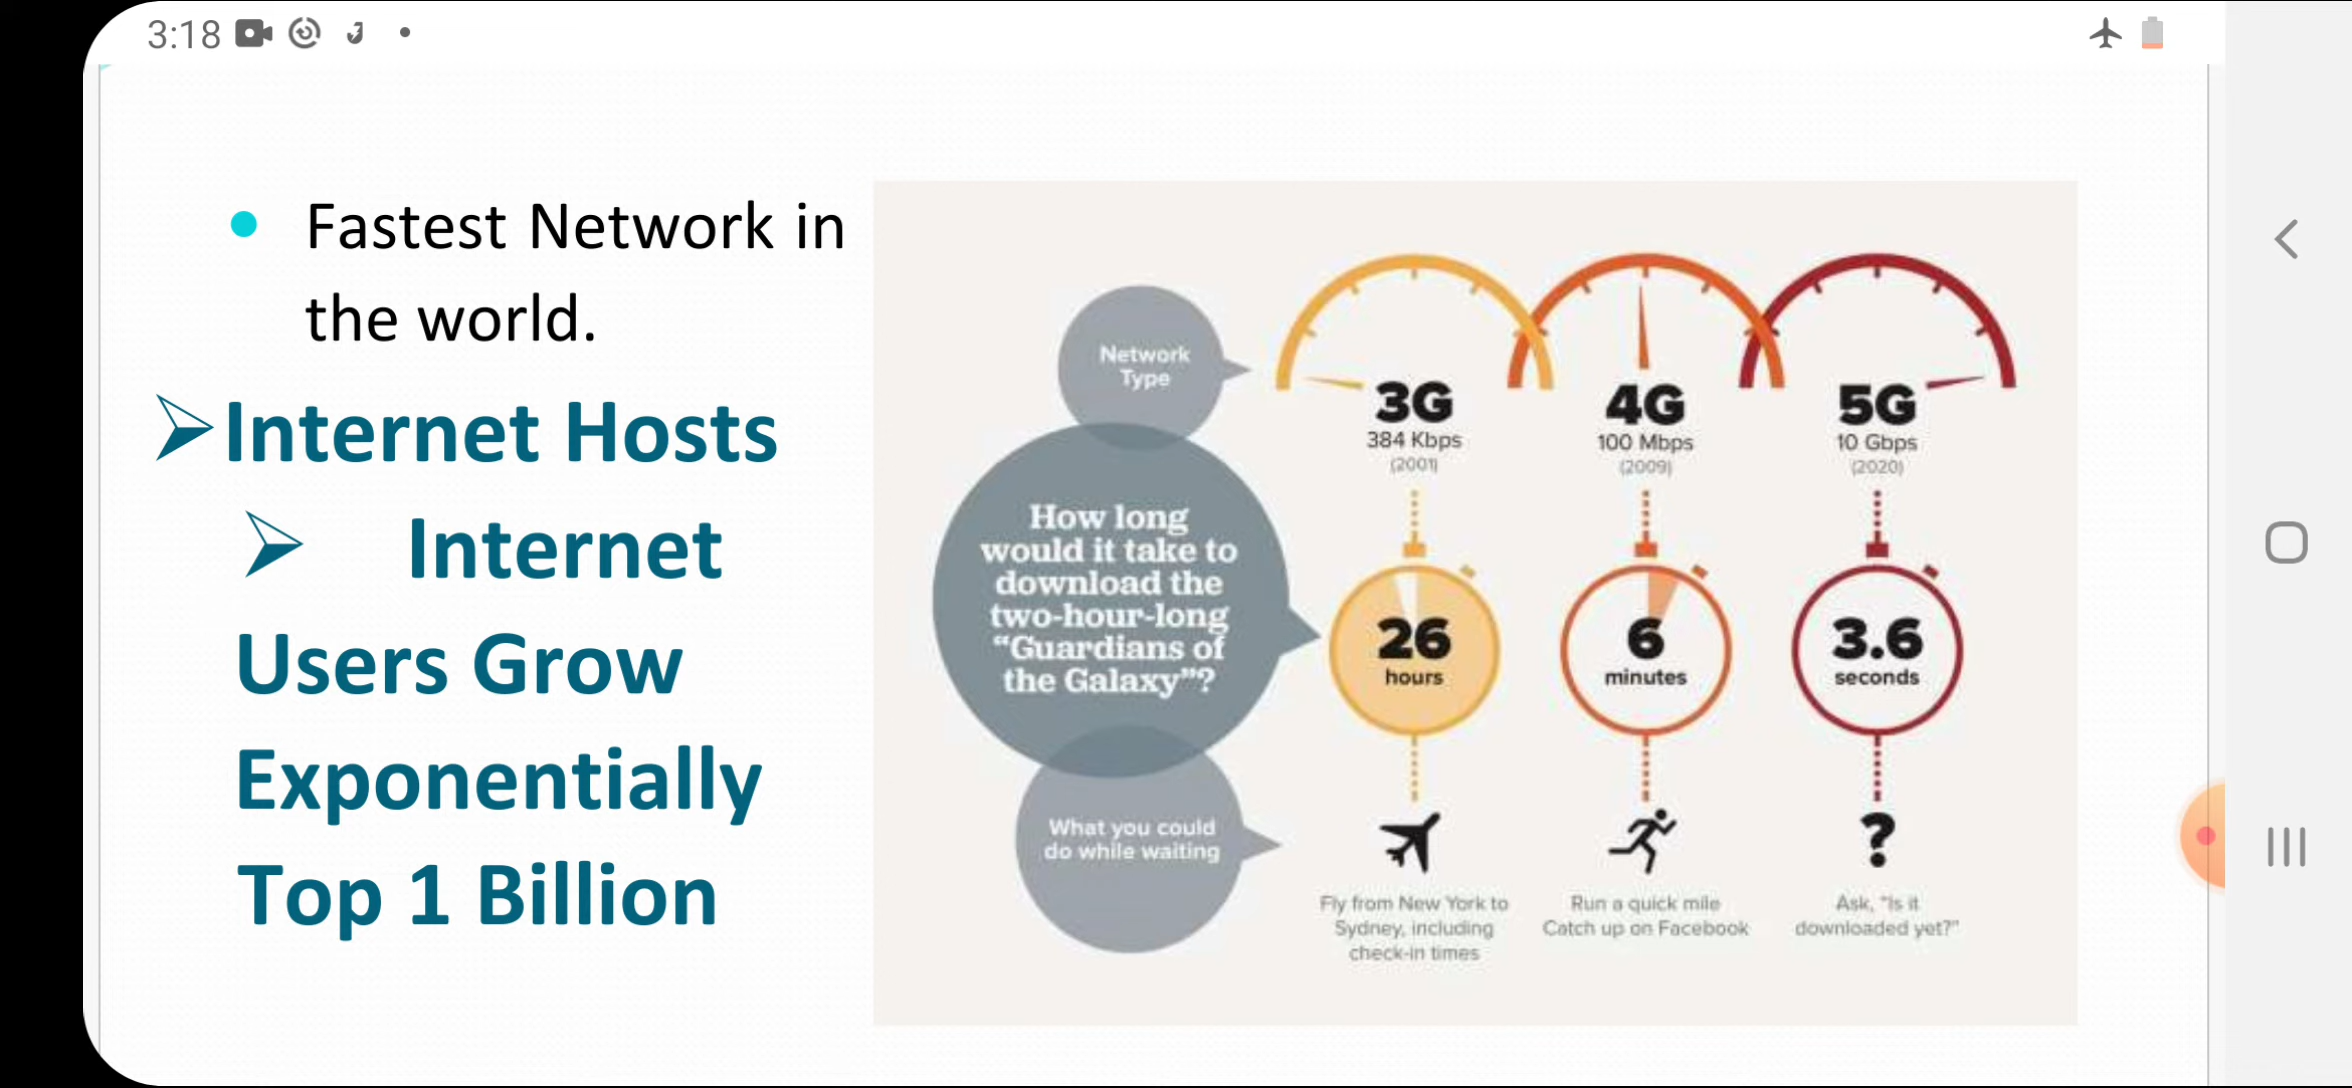 3:18
Fastest Network in
the world.
Internet Hosts
Internet
Users Grow
Exponentially
Top 1 Billion
Network
Type
3G
384 Kbps
(2001)
4G
100 Mbps
(2009)
5G
10 Gbps
(2020)
How long
would it take to
download the
two-hour-long
“Guardians of
the Galaxy”?
26
hours
6
minutes
3.6
seconds
What you could
do while waiting
?
Fly from New York to
Sydney, including
check-in times
Run a quick mile
Catch up on Facebook
Ask, "Is it
downloaded yet?"